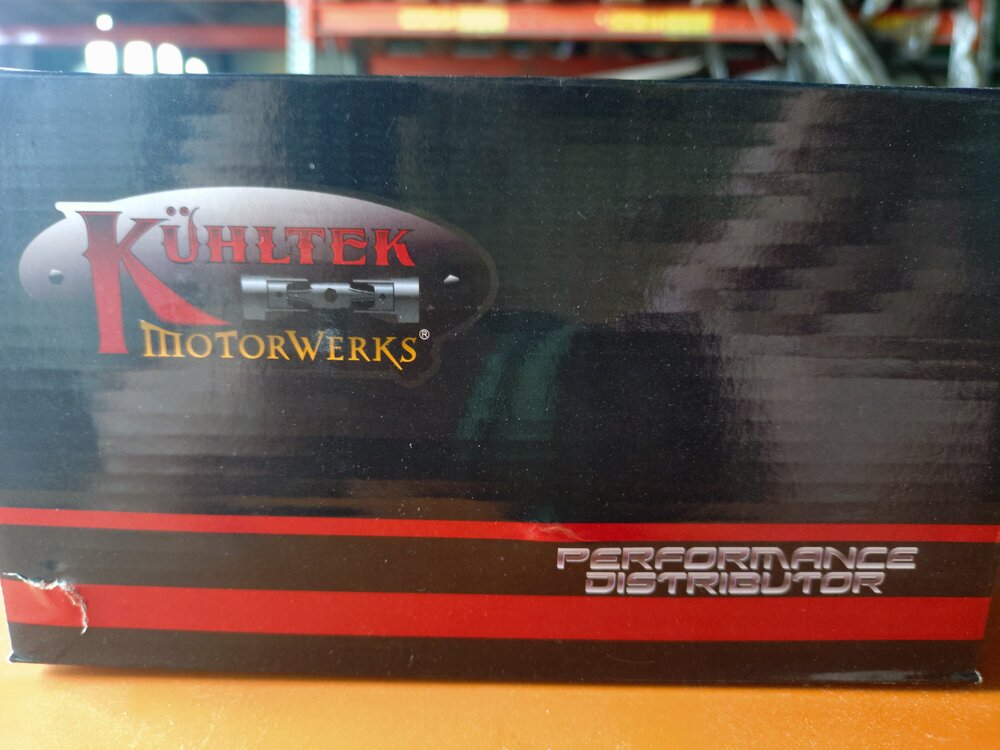 KÜHLTEK
MOTORWERKS®
PERFORMANCE
DISTRIBUTOR